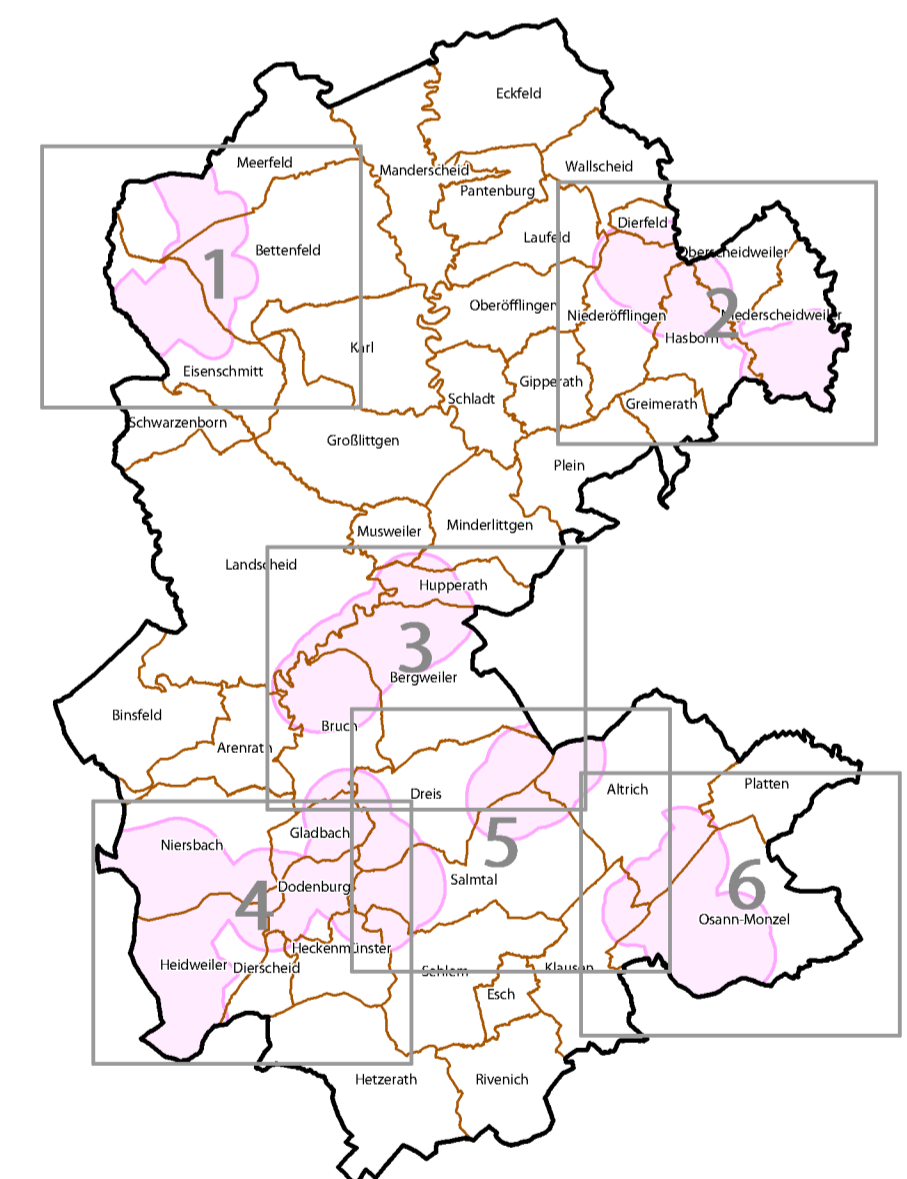 Eckfeld
Meerfeld
Manderscheid
Wallscheid
Pantenburg
Dierfeld
Laufeld
Bettenfeld
Oberscheidweiler
1
Oberöfflingen
2
Niederöfflingen
Niederscheidweiler
Hasborn
Karl
Eisenschmitt
Gipperath
Schladt
Greimerath
Schwarzenborn
Großlittgen
Plein
Musweiler
Minderlittgen
Landscheid
Hupperath
3
Bergweiler
Binsfeld
Bruch
Arenrath
Altrich
Platten
Dreis
Gladbach
Niersbach
5
Salmtal
Dodenburg
6
4
Osann-Monzel
Heckenmünster
Heidweiler
Dierscheid
Sehlem
Klausen
Esch
Hetzerath
Rivenich